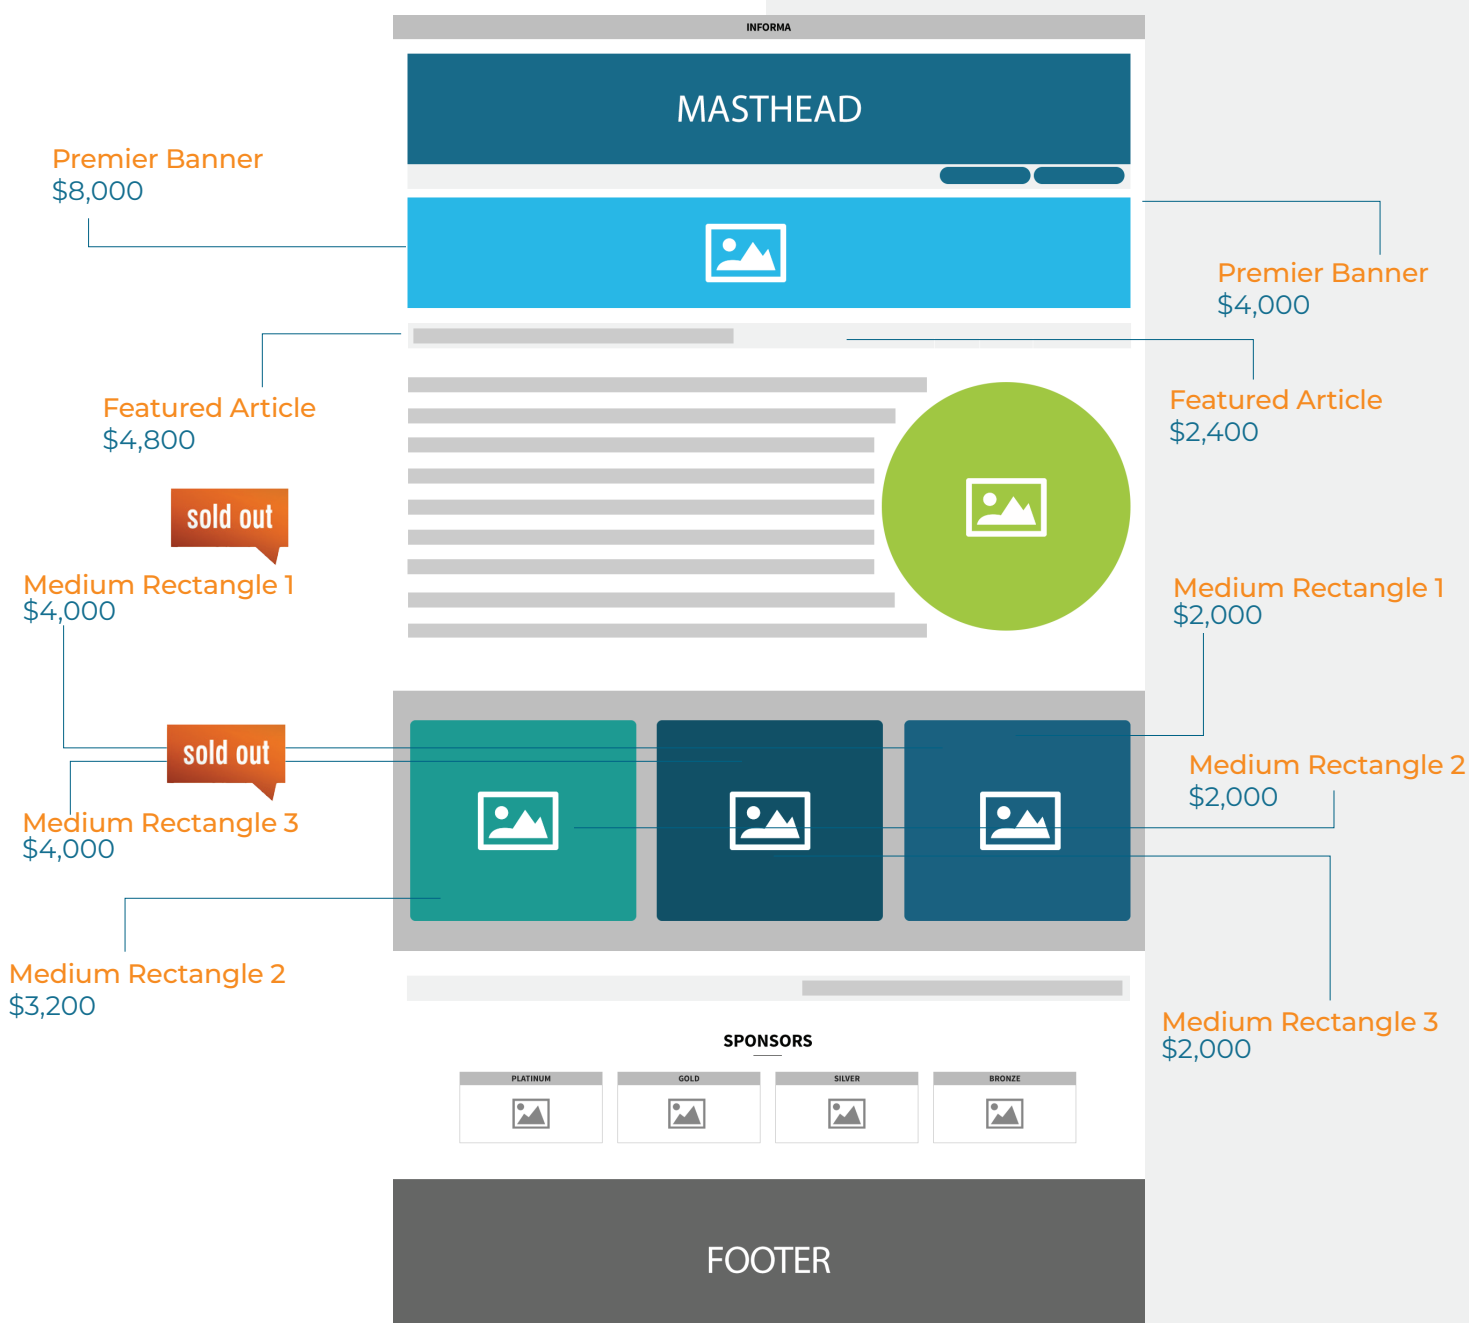 INFORMA
MASTHEAD
Premier Banner
$8,000
Premier Banner
$4,000
Featured Article
$4,800
Featured Article
$2,400
sold out
Medium Rectangle 1
$4,000
Medium Rectangle 1
$2,000
sold out
Medium Rectangle 3
$4,000
Medium Rectangle 2
$2,000
Medium Rectangle 2
$3,200
Medium Rectangle 3
$2,000
SPONSORS
PLATINUM
GOLD
SILVER
BRONZE
FOOTER